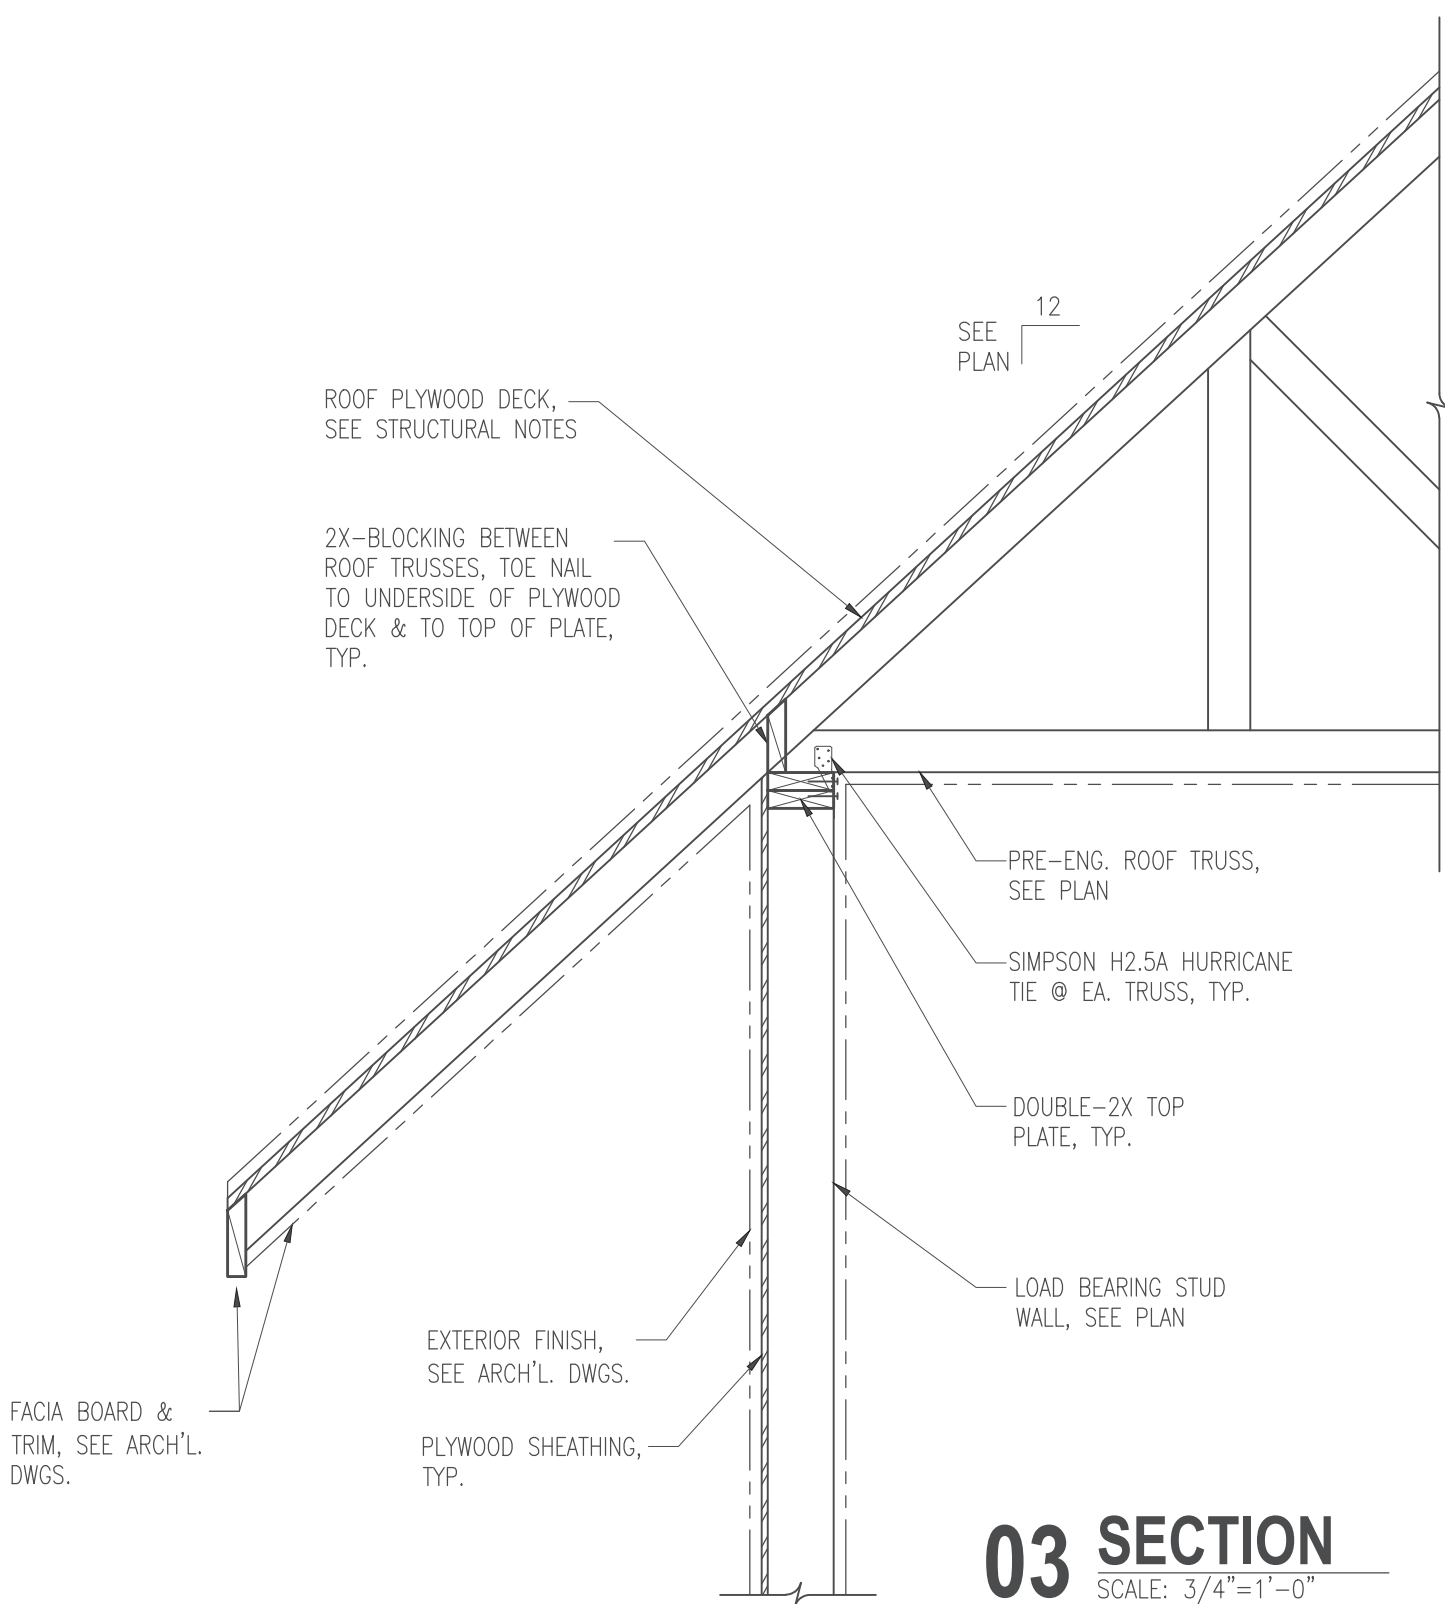 12
SEE
PLAN
ROOF PLYWOOD DECK,
SEE STRUCTURAL NOTES
2X-BLOCKING BETWEEN
ROOF TRUSSES, TOE NAIL
TO UNDERSIDE OF PLYWOOD
DECK & TO TOP OF PLATE,
TYP.
PRE-ENG. ROOF TRUSS,
SEE PLAN
SIMPSON H2.5A HURRICANE
TIE @ EA. TRUSS, TYP.
DOUBLE-2X TOP
PLATE, TYP.
LOAD BEARING STUD
WALL, SEE PLAN
EXTERIOR FINISH,
SEE ARCH'L. DWGS.
FACIA BOARD &
TRIM, SEE ARCH'L.
DWGS.
PLYWOOD SHEATHING,
TYP.
03 SECTION
SCALE: 3/4"=1'-0"